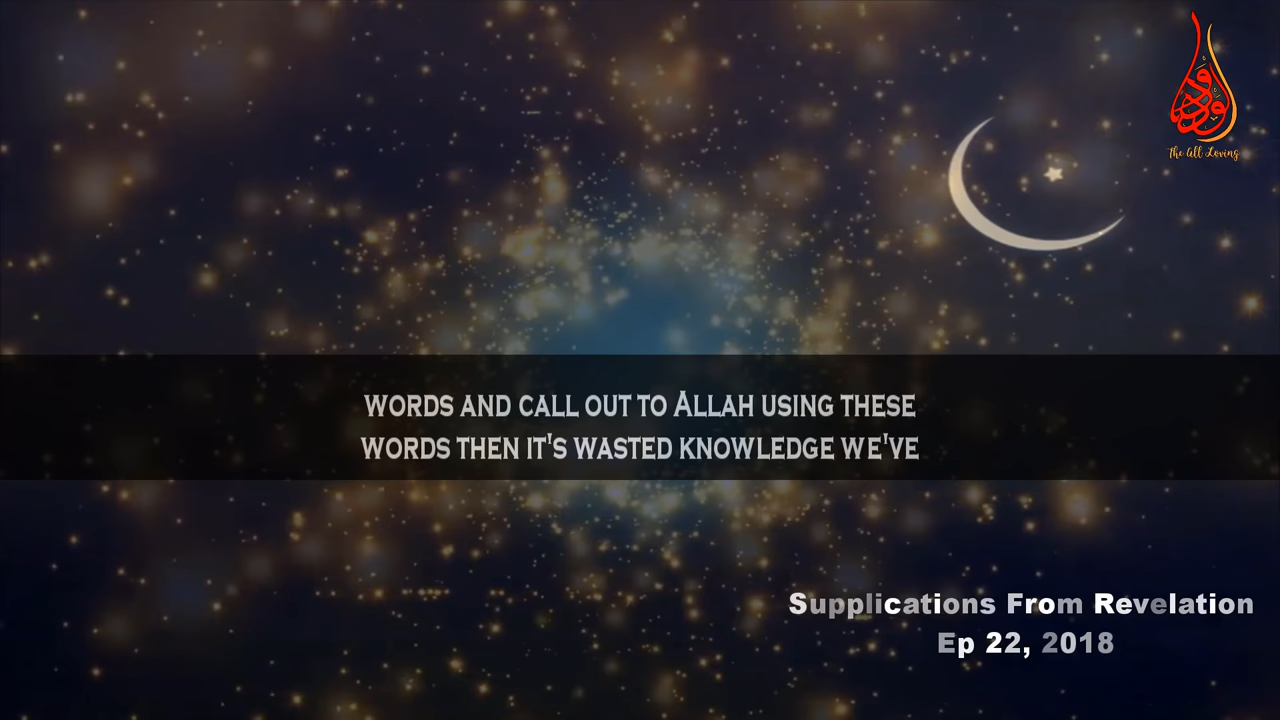 الودود
The All Loving
WORDS AND CALL OUT TO ALLAH USING THESE
WORDS THEN IT'S WASTED KNOWLEDGE WE'VE
Supplications From Revelation
Ep 22, 2018